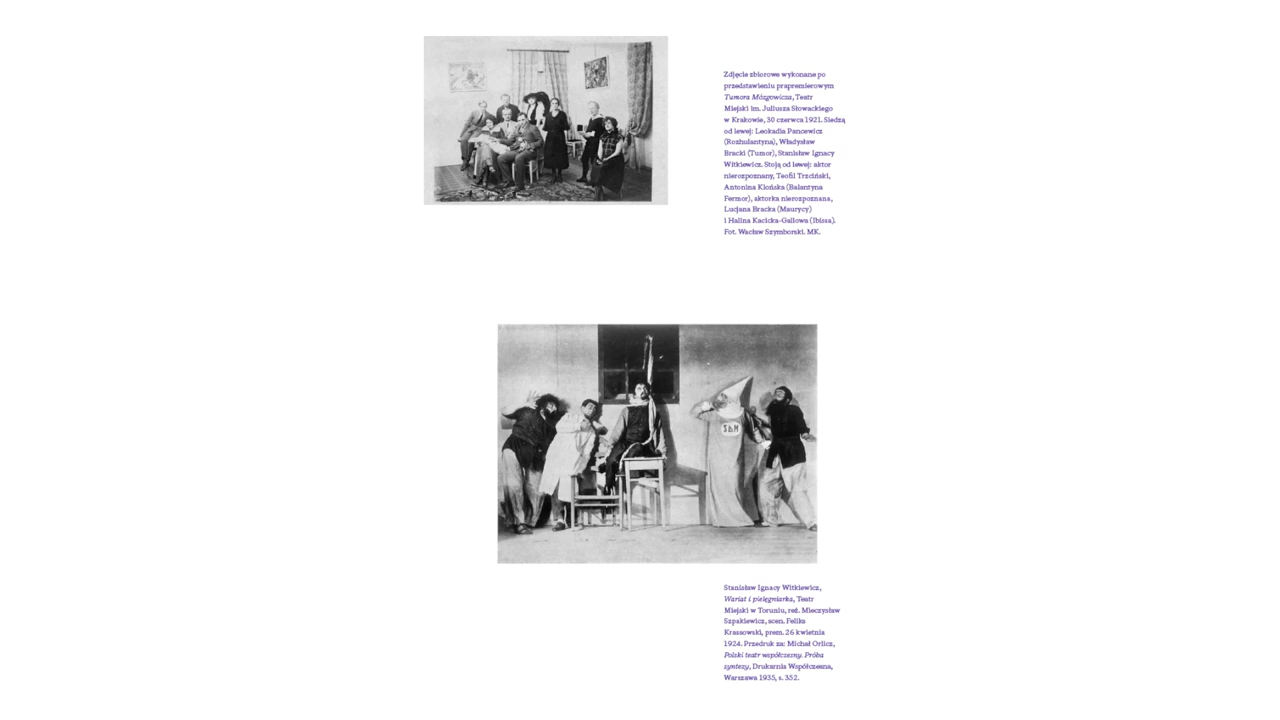 Zdjęcie zbiorowe wykonane po
przedstawieniu prapremierowym
Tumora Mózgowicza, Teatr
Miejski im. Juliusza Słowackiego
w Krakowie, 30 czerwca 1921. Siedzą
od lewej: Leokadia Pancewicz
(Rozhulantyna), Władysław
Bracki (Tumor), Stanisław Ignacy
Witkiewicz. Stoją od lewej: aktor
nierozpoznany, Teofil Trzciński,
Antonina Klońska (Balantyna
Fermor), aktorka nierozpoznana,
Lucjana Bracka (Maurycy)
i Halina Kacicka-Gallowa (Ibissa).
Fot. Wacław Szymborski. MK.
Stanisław Ignacy Witkiewicz,
Wariat i pielęgniarka, Teatr
Miejski w Toruniu, reż. Mieczysław
Szpakiewicz, scen. Feliks
Krassowski, prem. 26 kwietnia
1924. Przedruk za: Michał Orlicz,
Polski teatr współczesny. Próba
syntezy, Drukarnia Współczesna,
Warszawa 1935, s. 352.